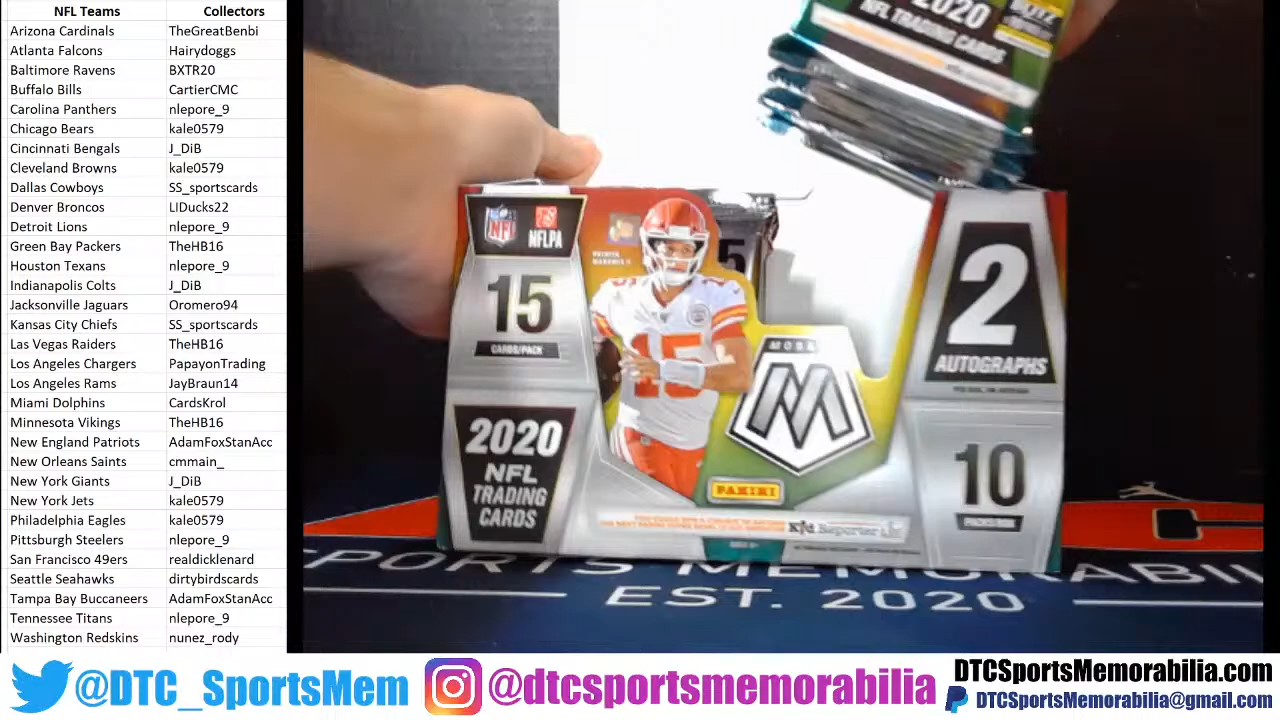 NFL Teams Collectors
Arizona Cardinals TheGreatBenbi
Atlanta Falcons Hairydoggs
Baltimore Ravens BXTR20
Buffalo Bills CartierCMC
Carolina Panthers nlepore_9
Chicago Bears kale0579
Cincinnati Bengals J_DiB
Cleveland Browns kale0579
Dallas Cowboys SS_sportscards
Denver Broncos LIDucks22
Detroit Lions nlepore_9
Green Bay Packers TheHB16
Houston Texans nlepore_9
Indianapolis Colts J_DiB
Jacksonville Jaguars Oromero94
Kansas City Chiefs SS_sportscards
Las Vegas Raiders TheHB16
Los Angeles Chargers PapayonTrading
Los Angeles Rams JayBraun14
Miami Dolphins CardsKrol
Minnesota Vikings TheHB16
New England Patriots AdamFoxStanAcc
New Orleans Saints cmmain_
New York Giants J_DiB
New York Jets kale0579
Philadelphia Eagles kale0579
Pittsburgh Steelers nlepore_9
San Francisco 49ers realdicklenard
Seattle Seahawks dirtybirdscards
Tampa Bay Buccaneers AdamFoxStanAcc
Tennessee Titans nlepore_9
Washington Redskins nunez_rody
2020
NFL TRADING CARDS
NFL NFLPA
15
CARDS/PACK
2020
NFL
TRADING
CARDS
PATRICK
MAHOMES II
15
5
M
PANINI
2
AUTOGRAPHS
10
SPORTS MEMORABIL
EST. 2020
@DTC_SportsMem
@dtcsportsmemorabilia
DTCSportsMemorabilia.com
DTCSportsMemorabilia@gmail.com